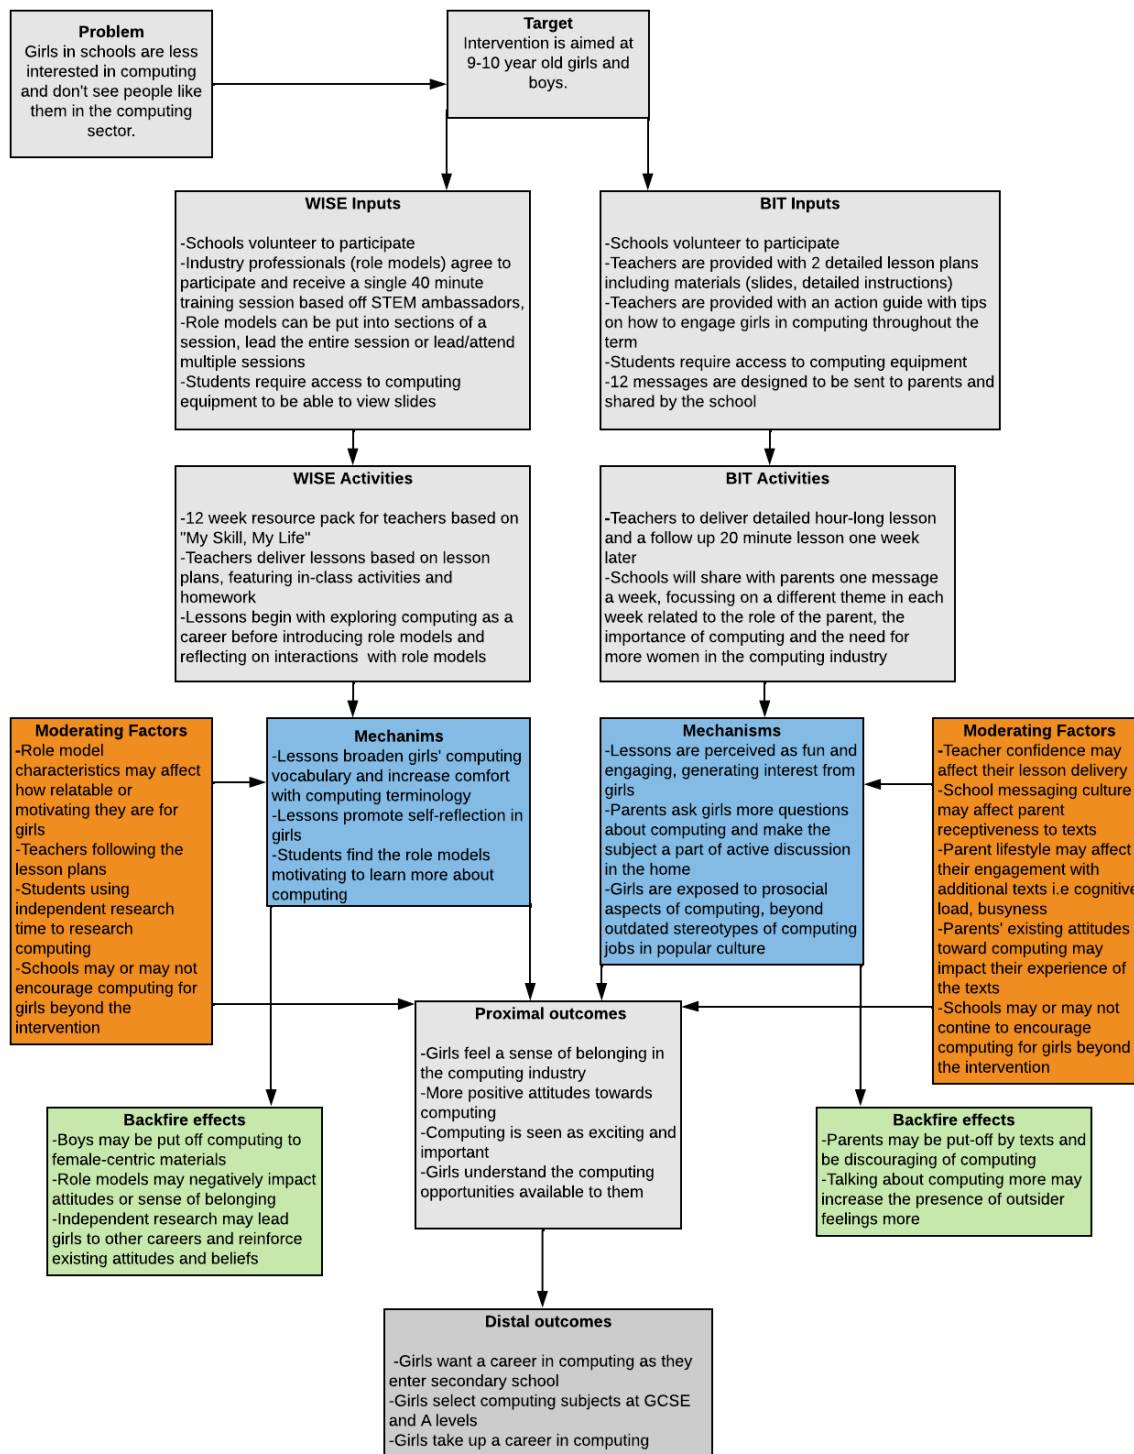 Problem
Girls in schools are less
interested in computing
and don't see people like
them in the computing
sector.
Target
Intervention is aimed at
9-10 year old girls and
boys.
WISE Inputs
-Schools volunteer to participate
-Industry professionals (role models) agree to
participate and receive a single 40 minute
training session based off STEM ambassadors,
-Role models can be put into sections of a
session, lead the entire session or lead/attend
multiple sessions
-Students require access to computing
equipment to be able to view slides
BIT Inputs
-Schools volunteer to participate
-Teachers are provided with 2 detailed lesson plans
including materials (slides, detailed instructions)
-Teachers are provided with an action guide with tips
on how to engage girls in computing throughout the
term
-Students require access to computing equipment
-12 messages are designed to be sent to parents and
shared by the school
WISE Activities
-12 week resource pack for teachers based on
"My Skill, My Life"
-Teachers deliver lessons based on lesson
plans, featuring in-class activities and
homework
-Lessons begin with exploring computing as a
career before introducing role models and
reflecting on interactions with role models
BIT Activities
-Teachers to deliver detailed hour-long lesson
and a follow up 20 minute lesson one week
later
-Schools will share with parents one message
a week, focussing on a different theme in each
week related to the role of the parent, the
importance of computing and the need for
more women in the computing industry
Moderating Factors
-Role model
characteristics may affect
how relatable or
motivating they are for
girls
-Teachers following the
lesson plans
-Students using
independent research
time to research
computing
-Schools may or may not
encourage computing for
girls beyond the
intervention
Mechanims
-Lessons broaden girls' computing
vocabulary and increase comfort
with computing terminology
-Lessons promote self-reflection in
girls
-Students find the role models
motivating to learn more about
computing
Mechanisms
-Lessons are perceived as fun and
engaging, generating interest from
girls
-Parents ask girls more questions
about computing and make the
subject a part of active discussion
in the home
-Girls are exposed to prosocial
aspects of computing, beyond
outdated stereotypes of computing
jobs in popular culture
Moderating Factors
-Teacher confidence may
affect their lesson delivery
-School messaging culture
may affect parent
receptiveness to texts
-Parent lifestyle may affect
their engagement with
additional texts i.e cognitive
load, busyness
-Parents' existing attitudes
toward computing may
impact their experience of
the texts
-Schools may or may not
contine to encourage
computing for girls beyond
the intervention
Proximal outcomes
-Girls feel a sense of belonging in
the computing industry
-More positive attitudes towards
computing
-Computing is seen as exciting and
important
-Girls understand the computing
opportunities available to them
Backfire effects
-Boys may be put off computing to
female-centric materials
-Role models may negatively impact
attitudes or sense of belonging
-Independent research may lead
girls to other careers and reinforce
existing attitudes and beliefs
Backfire effects
-Parents may be put-off by texts and
be discouraging of computing
-Talking about computing more may
increase the presence of outsider
feelings more
Distal outcomes
-Girls want a career in computing as they
enter secondary school
-Girls select computing subjects at GCSE
and A levels
-Girls take up a career in computing